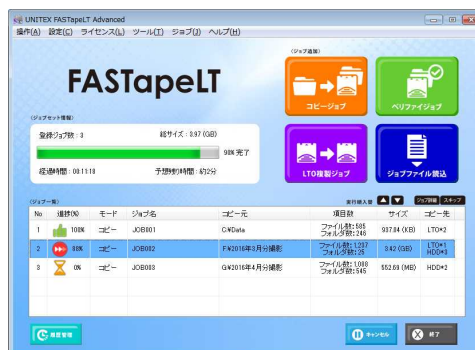 UNITEX FASTapeLT Advanced
操作(A) 設定(C) ライセンス(L) ツール(T) ジョブ(J) ヘルプ(H)
FASTapeLT
(ジョブ追加)
コピージョブ
ベリファイジョブ
LTO複製ジョブ
ジョブファイル読込
(ジョブセット情報)
登録ジョブ数 : 3 総サイズ : 3.97 (GB)
90% 完了
経過時間 : 00:11:18 予想残り時間 : 約2分
(ジョブ一覧) 実行順入替 ▲ ▼ ジョブ詳細 スキップ
No 進捗(%) モード ジョブ名 コピー元 項目数 サイズ コピー先
1 100% コピー JOB001 C:¥Data ファイル数:585 フォルダ数:246 937.84 (KB) LTO*2
2 88% コピー JOB002 F:¥2016年3月分撮影 ファイル数:1,237 フォルダ数:25 3.42 (GB) LTO*1 HDD*3
3 0% コピー JOB003 G:¥2016年4月分撮影 ファイル数:1,008 フォルダ数:545 552.69 (MB) HDD*2
履歴管理 キャンセル 終了